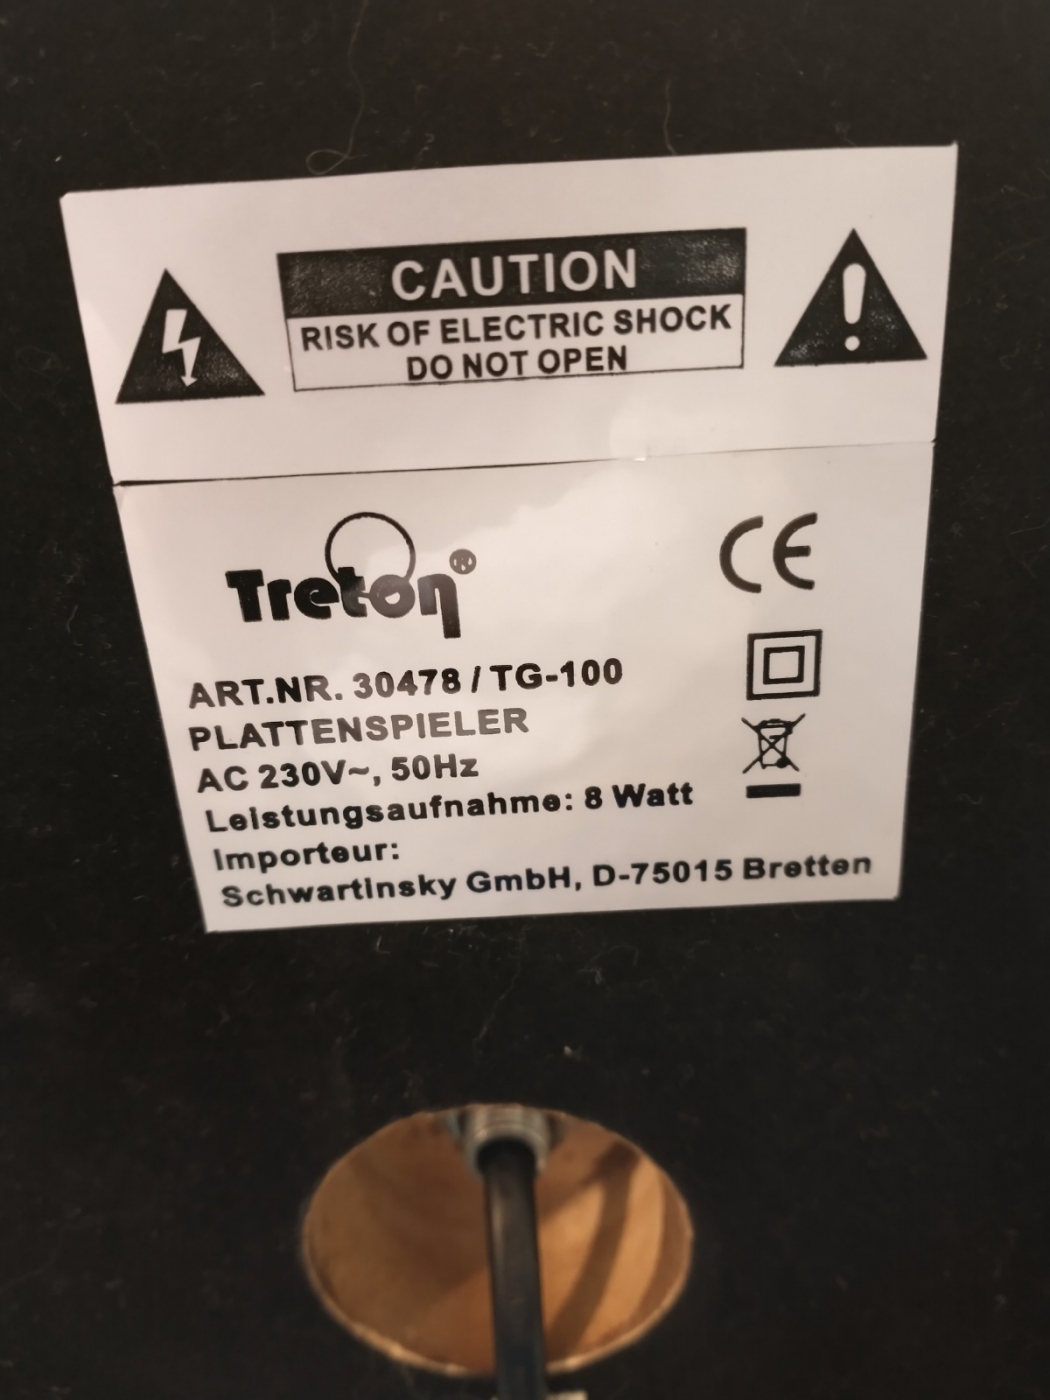 CAUTION
RISK OF ELECTRIC SHOCK
DO NOT OPEN
Treton®
CE
ART.NR. 30478 / TG-100
PLATTENSPIELER
AC 230V~, 50Hz
Leistungsaufnahme: 8 Watt
Importeur:
Schwartinsky GmbH, D-75015 Bretten